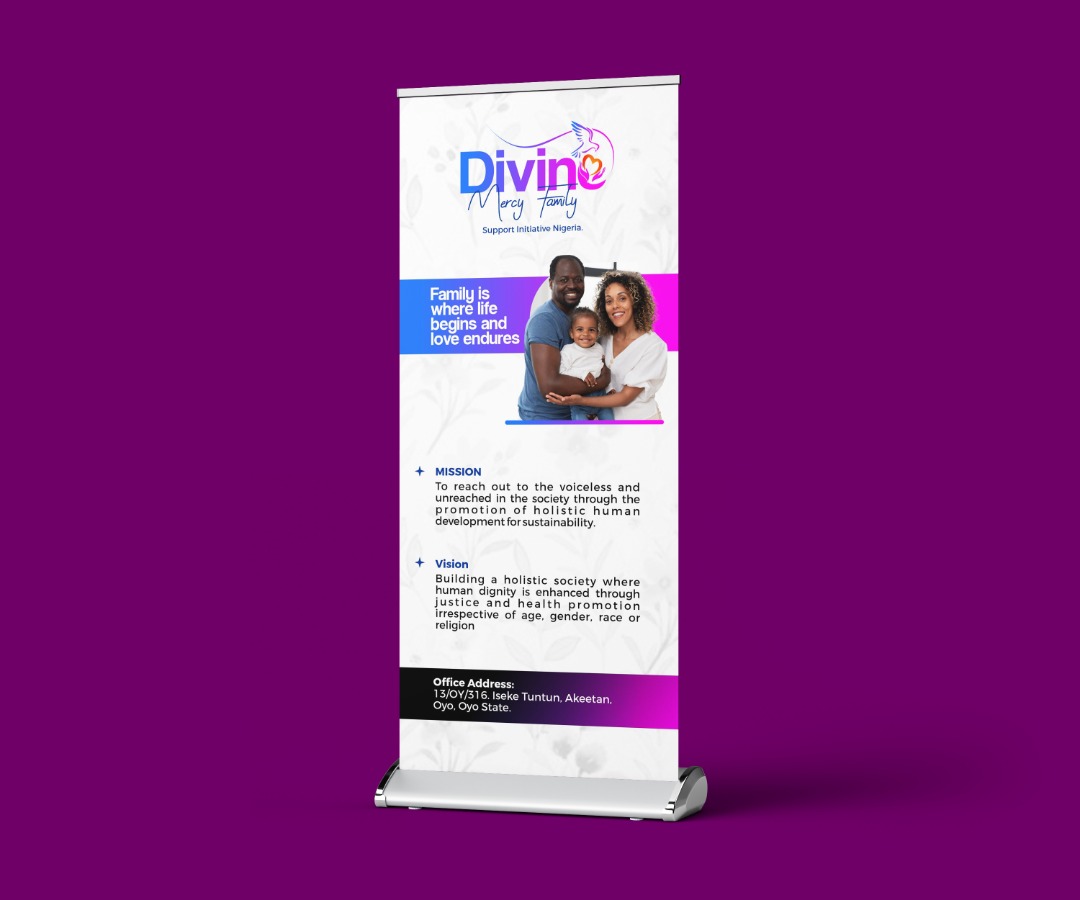 Divine
Mercy Family
Support Initiative Nigeria.
Family is
where life
begins and
love endures
MISSION
To reach out to the voiceless and
unreached in the society through the
promotion of holistic human
development for sustainability.
Vision
Building a holistic society where
human dignity is enhanced through
justice and health promotion
irrespective of age, gender, race or
religion
Office Address:
13/OY/316. Iseke Tuntun, Akeetan,
Oyo, Oyo State.